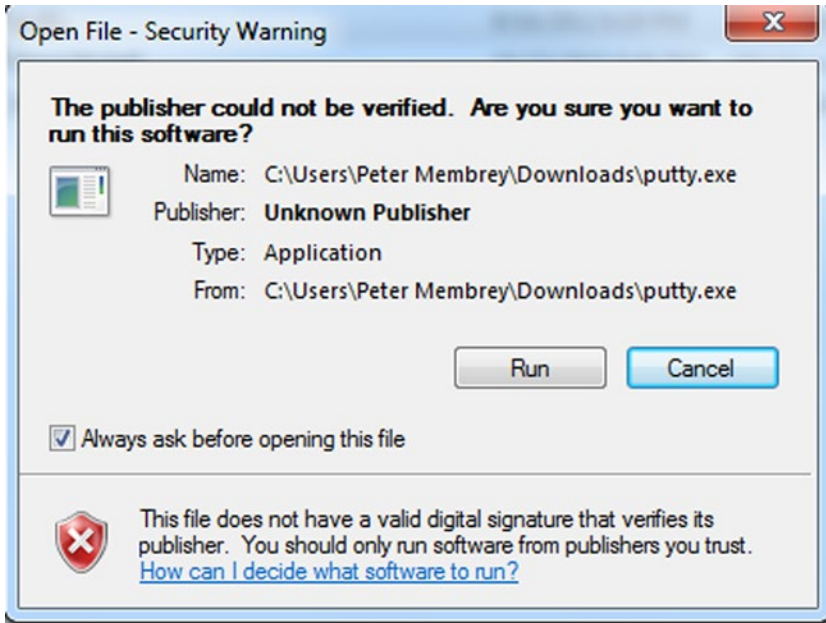 Open File - Security Warning
The publisher could not be verified. Are you sure you want to
run this software?
Name: C:\Users\Peter Membrey\Downloads\putty.exe
Publisher: Unknown Publisher
Type: Application
From: C:\Users\Peter Membrey\Downloads\putty.exe
Run Cancel
Always ask before opening this file
This file does not have a valid digital signature that verifies its
publisher. You should only run software from publishers you trust.
How can I decide what software to run?